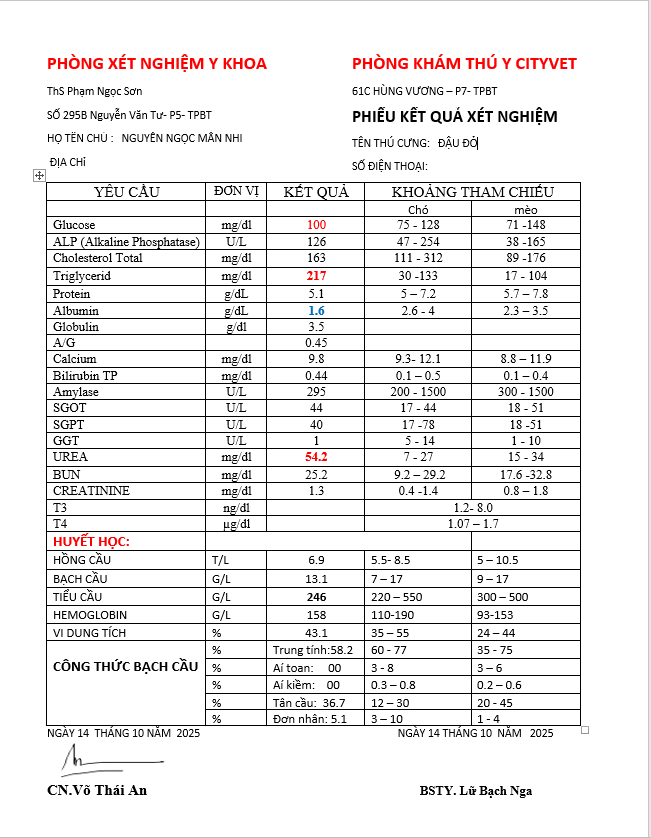 PHÒNG XÉT NGHIỆM Y KHOA PHÒNG KHÁM THÚ Y CITYVET
ThS Phạm Ngọc Sơn 61C HÙNG VƯƠNG – P7- TPBT
SỐ 295B Nguyễn Văn Tư- P5- TPBT PHIẾU KẾT QUẢ XÉT NGHIỆM
HỌ TÊN CHỦ : NGUYỄN NGỌC MẪN NHI TÊN THÚ CƯNG: ĐẬU ĐỎ
ĐỊA CHỈ SỐ ĐIỆN THOẠI:
YÊU CẦU ĐƠN VỊ KẾT QUẢ KHOẢNG THAM CHIẾU
Chó mèo
Glucose mg/dl 100 75 - 128 71 -148
ALP (Alkaline Phosphatase) U/L 126 47 - 254 38 -165
Cholesterol Total mg/dl 163 111 - 312 89 -176
Triglycerid mg/dl 217 30 -133 17 - 104
Protein g/dL 5.1 5 – 7.2 5.7 – 7.8
Albumin g/dL 1.6 2.6 - 4 2.3 – 3.5
Globulin g/dl 3.5
A/G 0.45
Calcium mg/dl 9.8 9.3- 12.1 8.8 – 11.9
Bilirubin TP mg/dl 0.44 0.1 – 0.5 0.1 – 0.4
Amylase U/L 295 200 - 1500 300 - 1500
SGOT U/L 44 17 - 44 18 - 51
SGPT U/L 40 17 -78 18 -51
GGT U/L 1 5 - 14 1 - 10
UREA mg/dl 54.2 7 - 27 15 - 34
BUN mg/dl 25.2 9.2 – 29.2 17.6 -32.8
CREATININE mg/dl 1.3 0.4 -1.4 0.8 – 1.8
T3 ng/dl 1.2- 8.0
T4 µg/dl 1.07 – 1.7
HUYẾT HỌC:
HỒNG CẦU T/L 6.9 5.5- 8.5 5 – 10.5
BẠCH CẦU G/L 13.1 7 – 17 9 – 17
TIỂU CẦU G/L 246 220 – 550 300 – 500
HEMOGLOBIN G/L 158 110-190 93-153
VI DUNG TÍCH % 43.1 35 – 55 24 – 44
CÔNG THỨC BẠCH CẦU % Trung tính:58.2 60 - 77 35 - 75
% Aí toan: 00 3 - 8 3 – 6
% Aí kiềm: 00 0.3 – 0.8 0.2 – 0.6
% Tân cầu: 36.7 12 – 30 20 - 45
% Đơn nhân: 5.1 3 – 10 1 - 4
NGÀY 14 THÁNG 10 NĂM 2025 NGÀY 14 THÁNG 10 NĂM 2025
CN.Võ Thái An BSTY. Lữ Bạch Nga